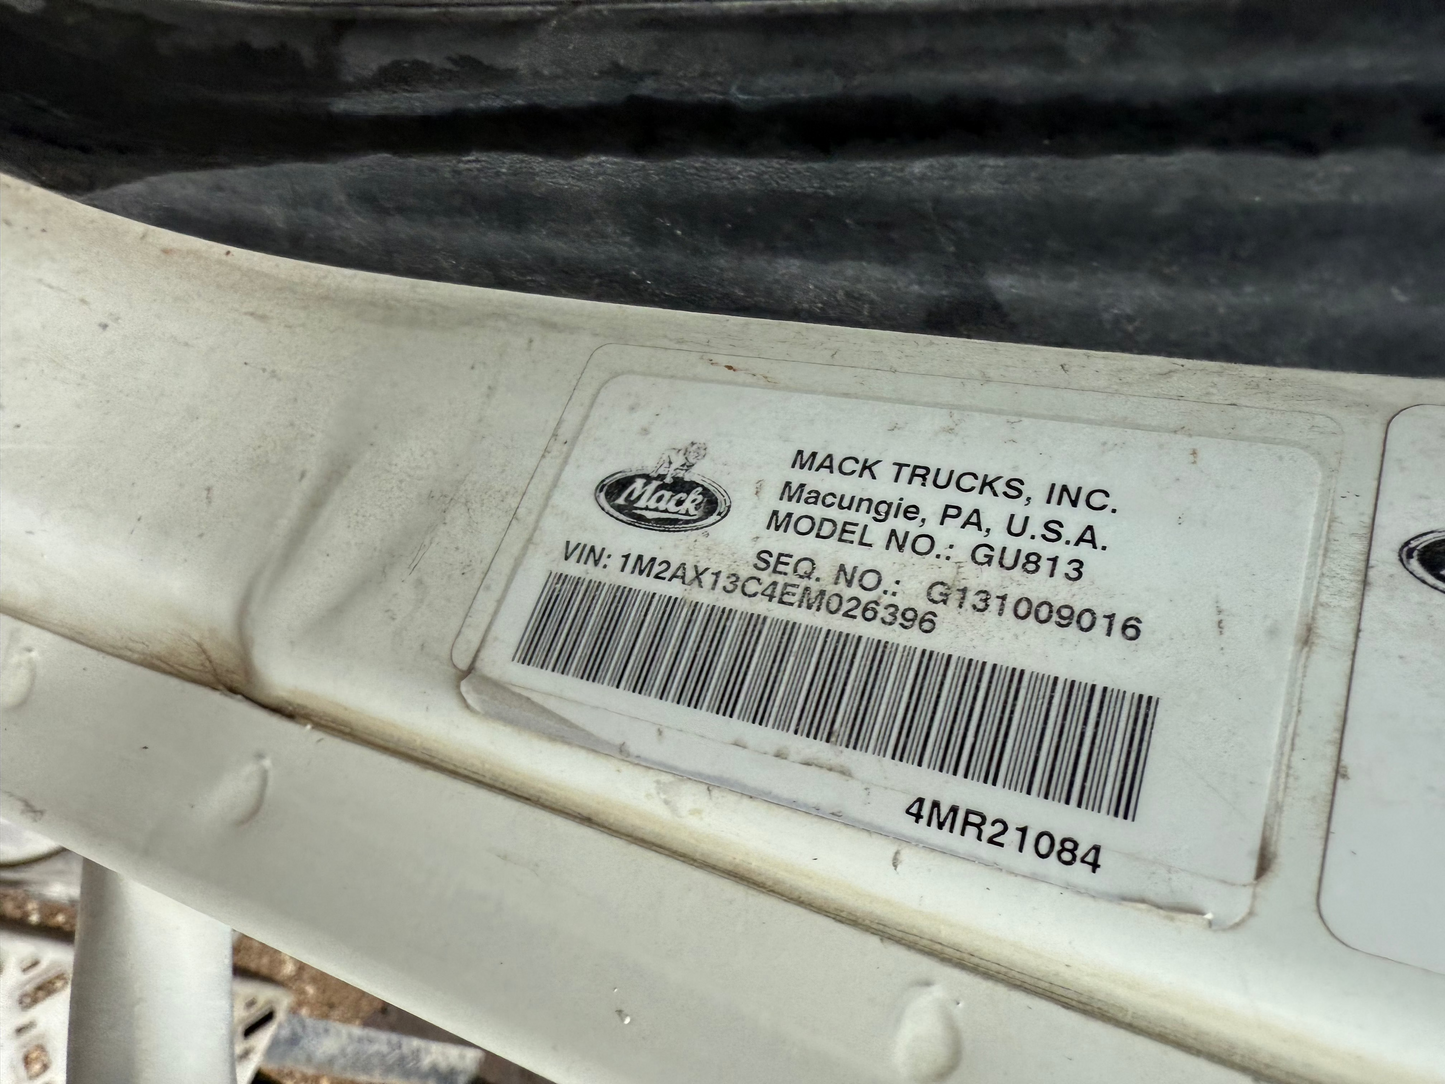 Mack
MACK TRUCKS, INC.
Macungie, PA, U.S.A.
MODEL NO.: GU813
SEQ. NO.: G131009016
VIN: 1M2AX13C4EM026396
4MR21084